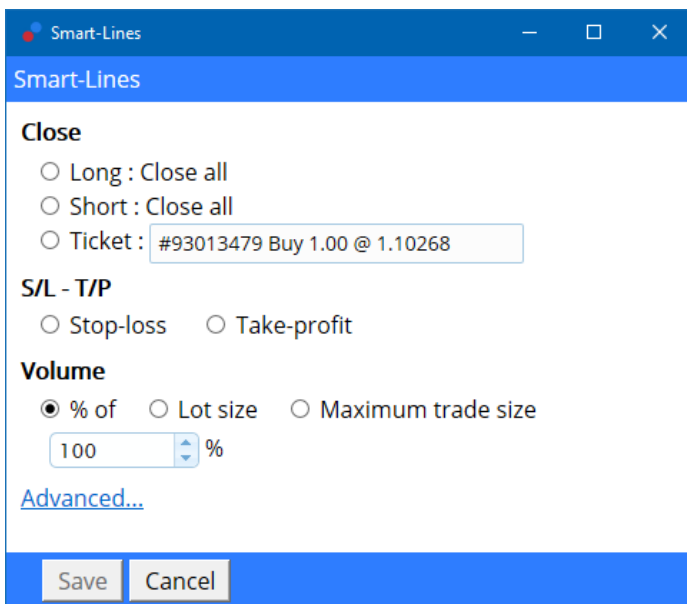 Smart-Lines
Smart-Lines
Close
Long : Close all
Short : Close all
Ticket : #93013479 Buy 1.00 @ 1.10268
S/L - T/P
Stop-loss Take-profit
Volume
% of Lot size Maximum trade size
100 %
Advanced...
Save Cancel